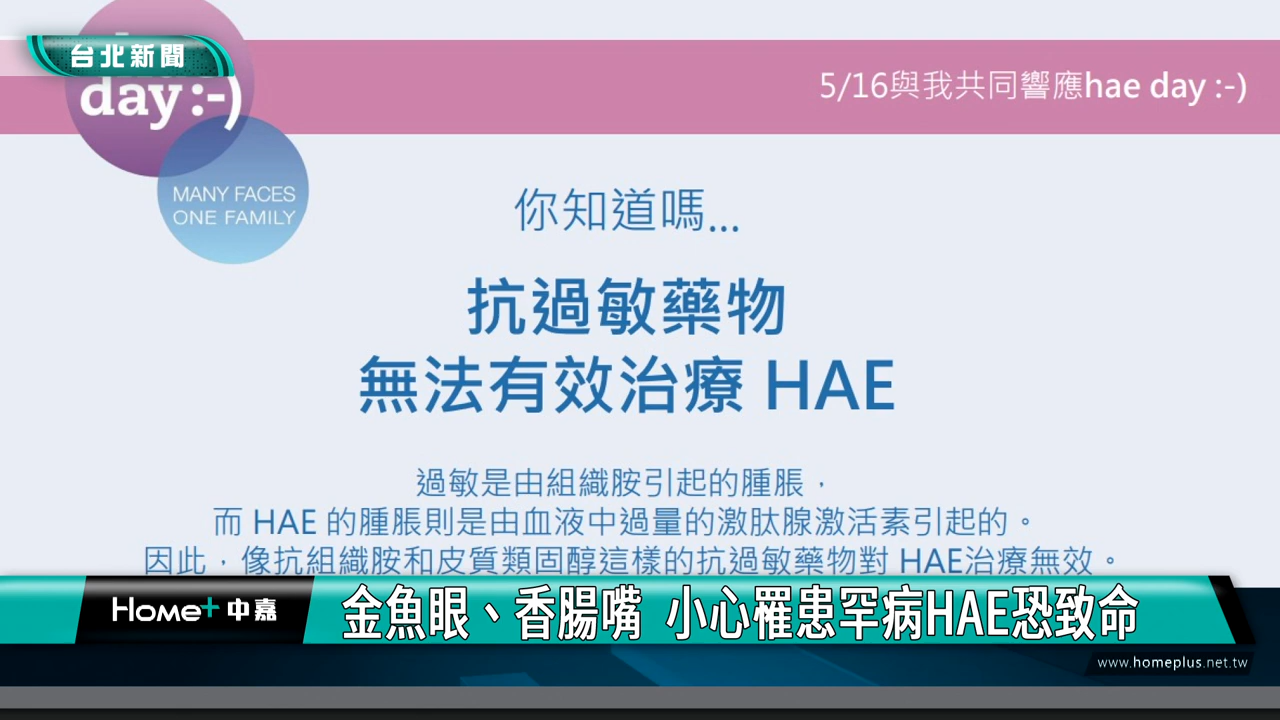 台北新聞
day :-)
MANY FACES
ONE FAMILY
5/16與我共同響應hae day :-)
你知道嗎...
抗過敏藥物
無法有效治療 HAE
過敏是由組織胺引起的腫脹，
而 HAE 的腫脹則是由血液中過量的激肽腺激活素引起的。
因此，像抗組織胺和皮質類固醇這樣的抗過敏藥物對 HAE治療無效。
Home+ 中嘉
金魚眼、香腸嘴 小心罹患罕病HAE恐致命
www.homeplus.net.tw